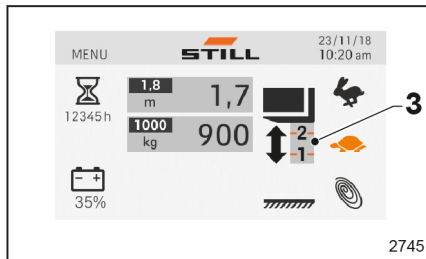 MENU
STILL
23/11/18
10:20 am
1,8
m
1,7
12345 h
1000
kg
900
2
1
3
- +
35%
2745